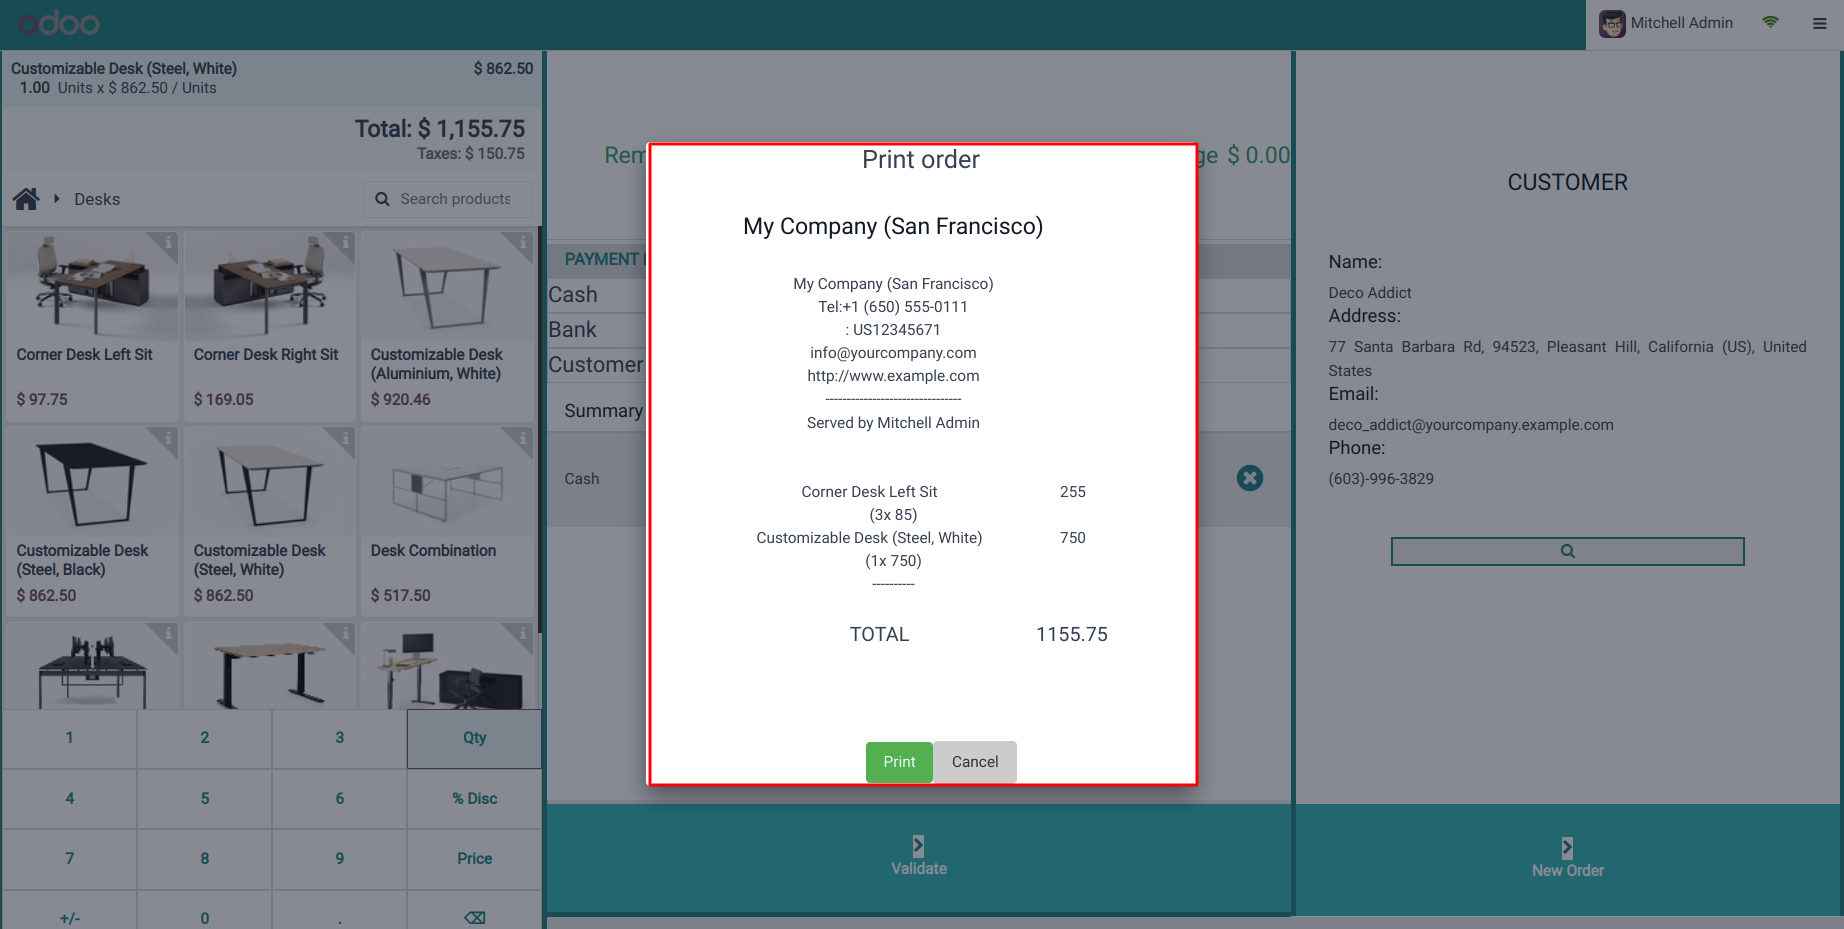 odoo
Mitchell Admin
Customizable Desk (Steel, White) $ 862.50
1.00 Units x $ 862.50 / Units
Total: $ 1,155.75
Taxes: $ 150.75
Desks
Search products
Corner Desk Left Sit
$ 97.75
Corner Desk Right Sit
$ 169.05
Customizable Desk
(Aluminium, White)
$ 920.46
Customizable Desk
(Steel, Black)
$ 862.50
Customizable Desk
(Steel, White)
$ 862.50
Desk Combination
$ 517.50
1 2 3 Qty
4 5 6 % Disc
7 8 9 Price
+/- 0 .
$ 0.00
PAYMENT
Cash
Bank
Customer
Summary
Cash
Validate
Print order
My Company (San Francisco)
My Company (San Francisco)
Tel:+1 (650) 555-0111
: US12345671
info@yourcompany.com
http://www.example.com
--------------------------------
Served by Mitchell Admin
Corner Desk Left Sit 255
(3x 85)
Customizable Desk (Steel, White) 750
(1x 750)
----------
TOTAL 1155.75
Print Cancel
CUSTOMER
Name:
Deco Addict
Address:
77 Santa Barbara Rd, 94523, Pleasant Hill, California (US), United
States
Email:
deco_addict@yourcompany.example.com
Phone:
(603)-996-3829
New Order